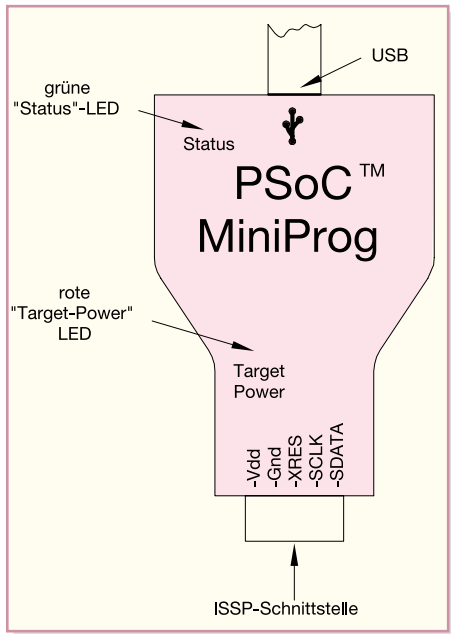 USB
grüne
"Status"-LED
Status
PSoC™
MiniProg
rote
"Target-Power"
LED
Target
Power
-Vdd
-Gnd
-XRES
-SCLK
-SDATA
ISSP-Schnittstelle